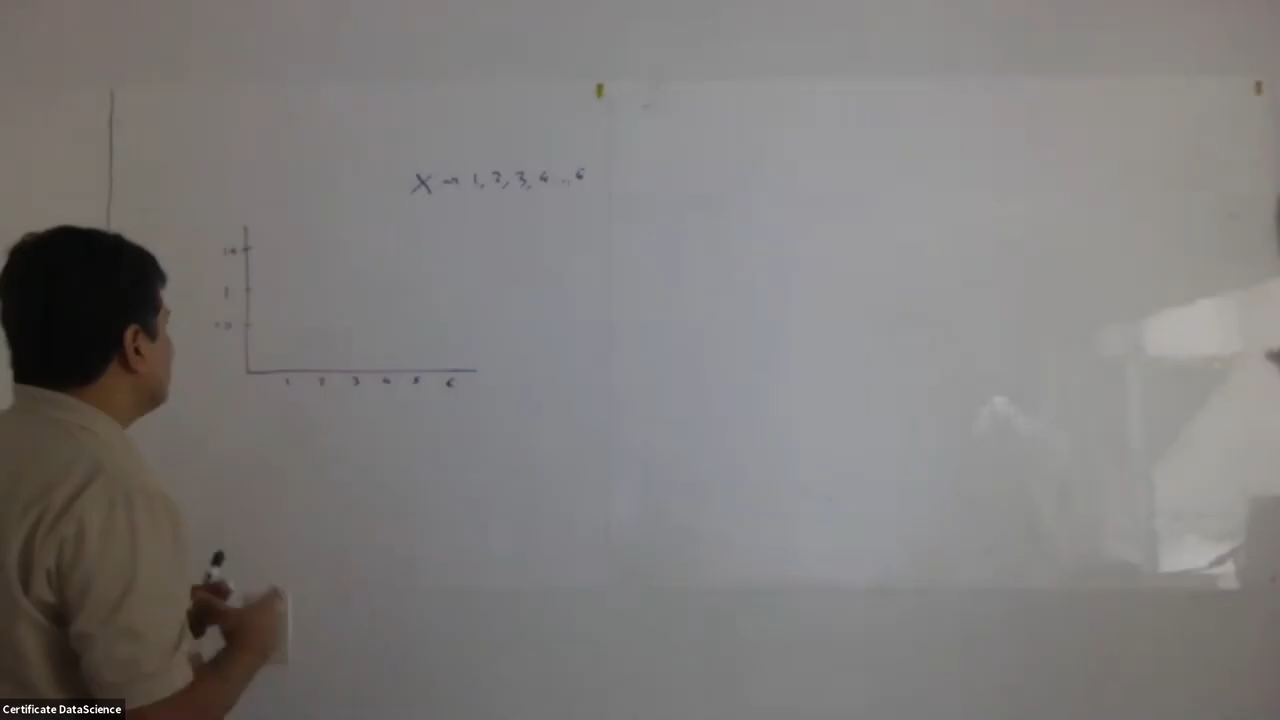 X → 1, 2, 3, 4 .., 6
1
1 2 3 4 5 6
Certificate DataScience